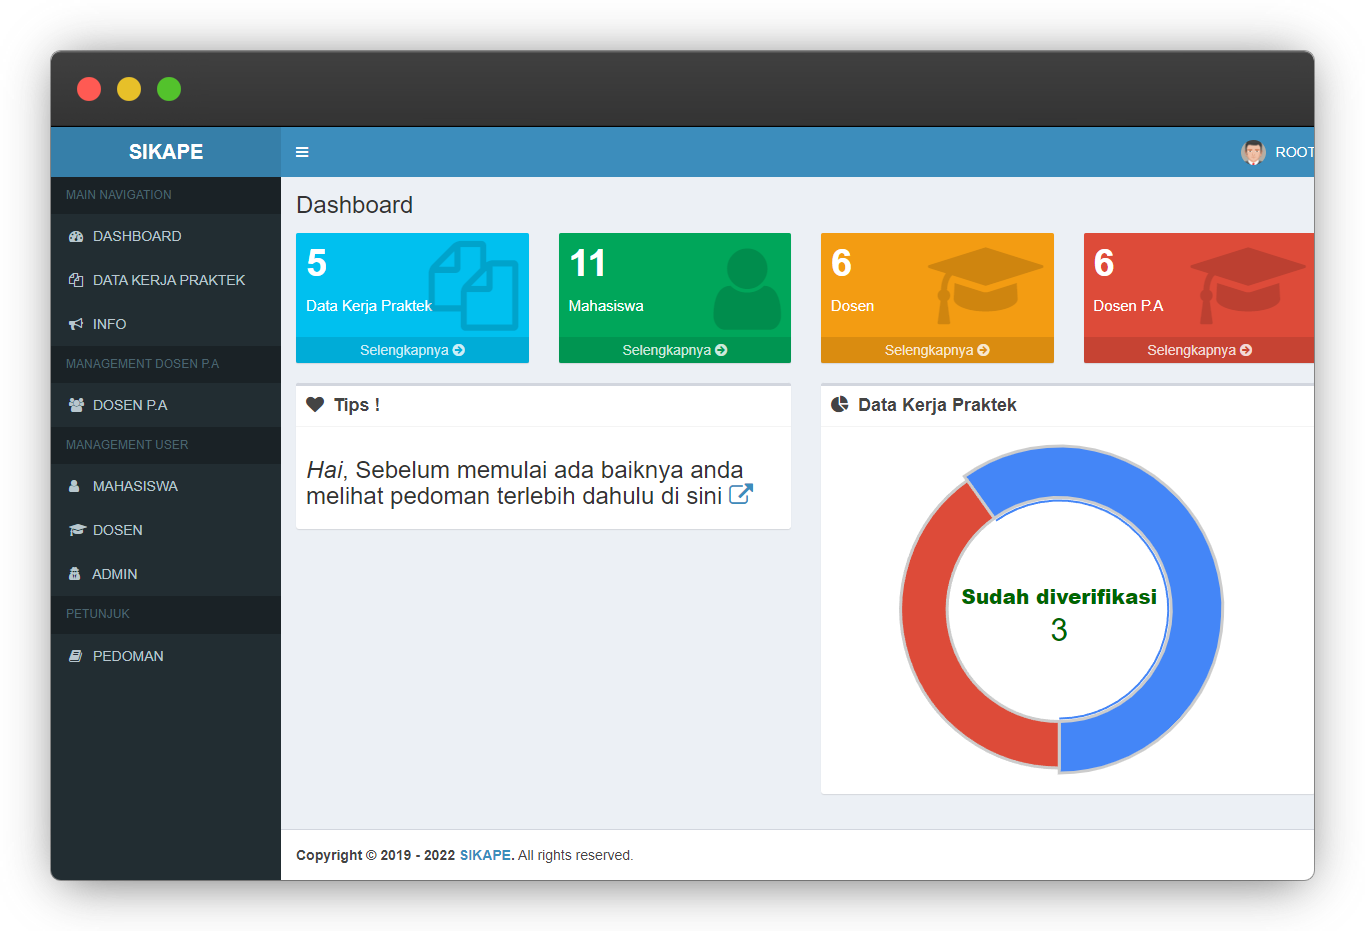 SIKAPE
ROOT
MAIN NAVIGATION
DASHBOARD
DATA KERJA PRAKTEK
INFO
MANAGEMENT DOSEN P.A
DOSEN P.A
MANAGEMENT USER
MAHASISWA
DOSEN
ADMIN
PETUNJUK
PEDOMAN
Dashboard
5
Data Kerja Praktek
Selengkapnya
11
Mahasiswa
Selengkapnya
6
Dosen
Selengkapnya
6
Dosen P.A
Selengkapnya
Tips !
Hai, Sebelum memulai ada baiknya anda
melihat pedoman terlebih dahulu di sini
Data Kerja Praktek
Sudah diverifikasi
3
Copyright © 2019 - 2022 SIKAPE. All rights reserved.